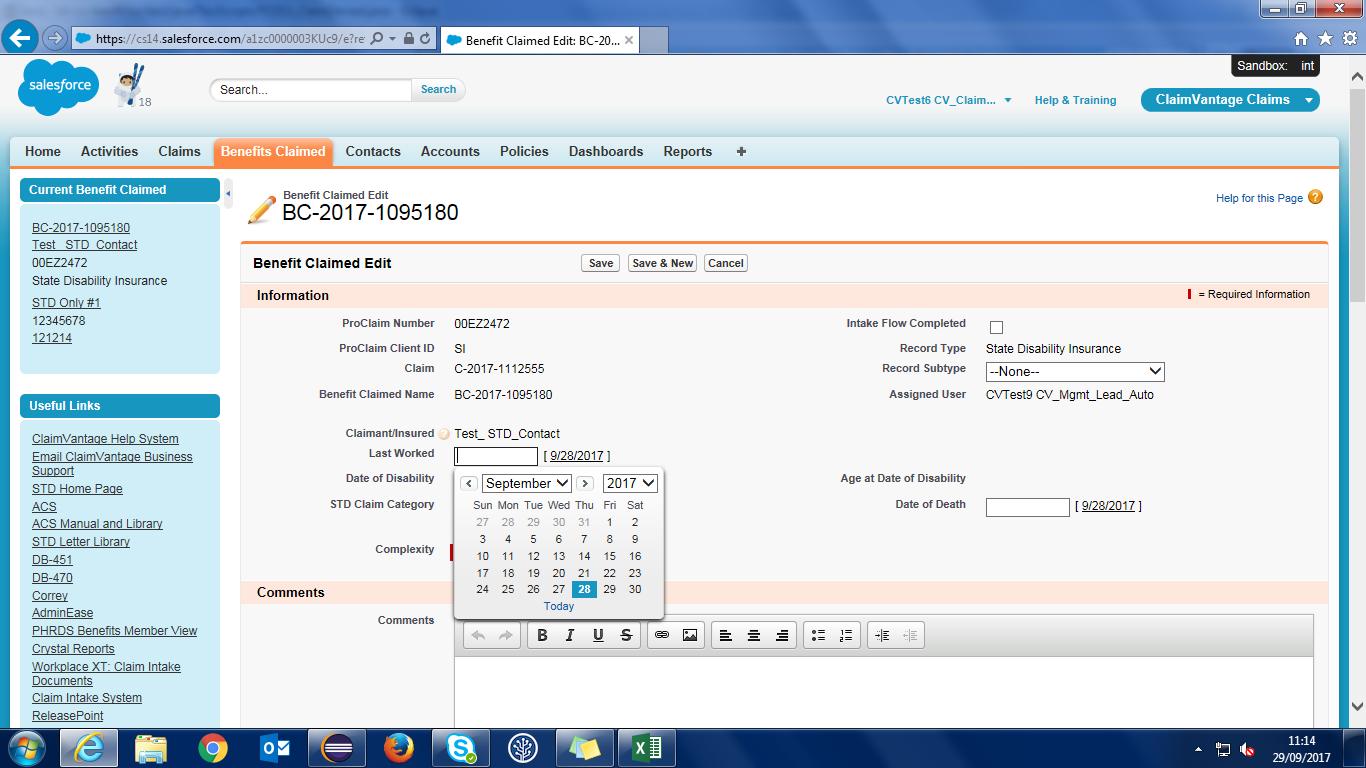 https://cs14.salesforce.com/a1zc0000003KUc9/e?re
Benefit Claimed Edit: BC-20...
Sandbox: int
salesforce
18
Search...
Search
CVTest6 CV_Claim...
Help & Training
ClaimVantage Claims
Home Activities Claims Benefits Claimed Contacts Accounts Policies Dashboards Reports +
Current Benefit Claimed
BC-2017-1095180
Test_ STD_Contact
00EZ2472
State Disability Insurance
STD Only #1
12345678
121214
Useful Links
ClaimVantage Help System
Email ClaimVantage Business
Support
STD Home Page
ACS
ACS Manual and Library
STD Letter Library
DB-451
DB-470
Correy
AdminEase
PHRDS Benefits Member View
Crystal Reports
Workplace XT: Claim Intake
Documents
Claim Intake System
ReleasePoint
Benefit Claimed Edit
BC-2017-1095180
Help for this Page
Benefit Claimed Edit
Save Save & New Cancel
Information
= Required Information
ProClaim Number 00EZ2472
Intake Flow Completed
ProClaim Client ID SI
Record Type State Disability Insurance
Claim C-2017-1112555
Record Subtype --None--
Benefit Claimed Name BC-2017-1095180
Assigned User CVTest9 CV_Mgmt_Lead_Auto
Claimant/Insured Test_ STD_Contact
Last Worked [ 9/28/2017 ]
Date of Disability
Age at Date of Disability
STD Claim Category
Date of Death [ 9/28/2017 ]
Complexity
September 2017
Sun Mon Tue Wed Thu Fri Sat
27 28 29 30 31 1 2
3 4 5 6 7 8 9
10 11 12 13 14 15 16
17 18 19 20 21 22 23
24 25 26 27 28 29 30
Today
Comments
Comments
B I U S
11:14
29/09/2017